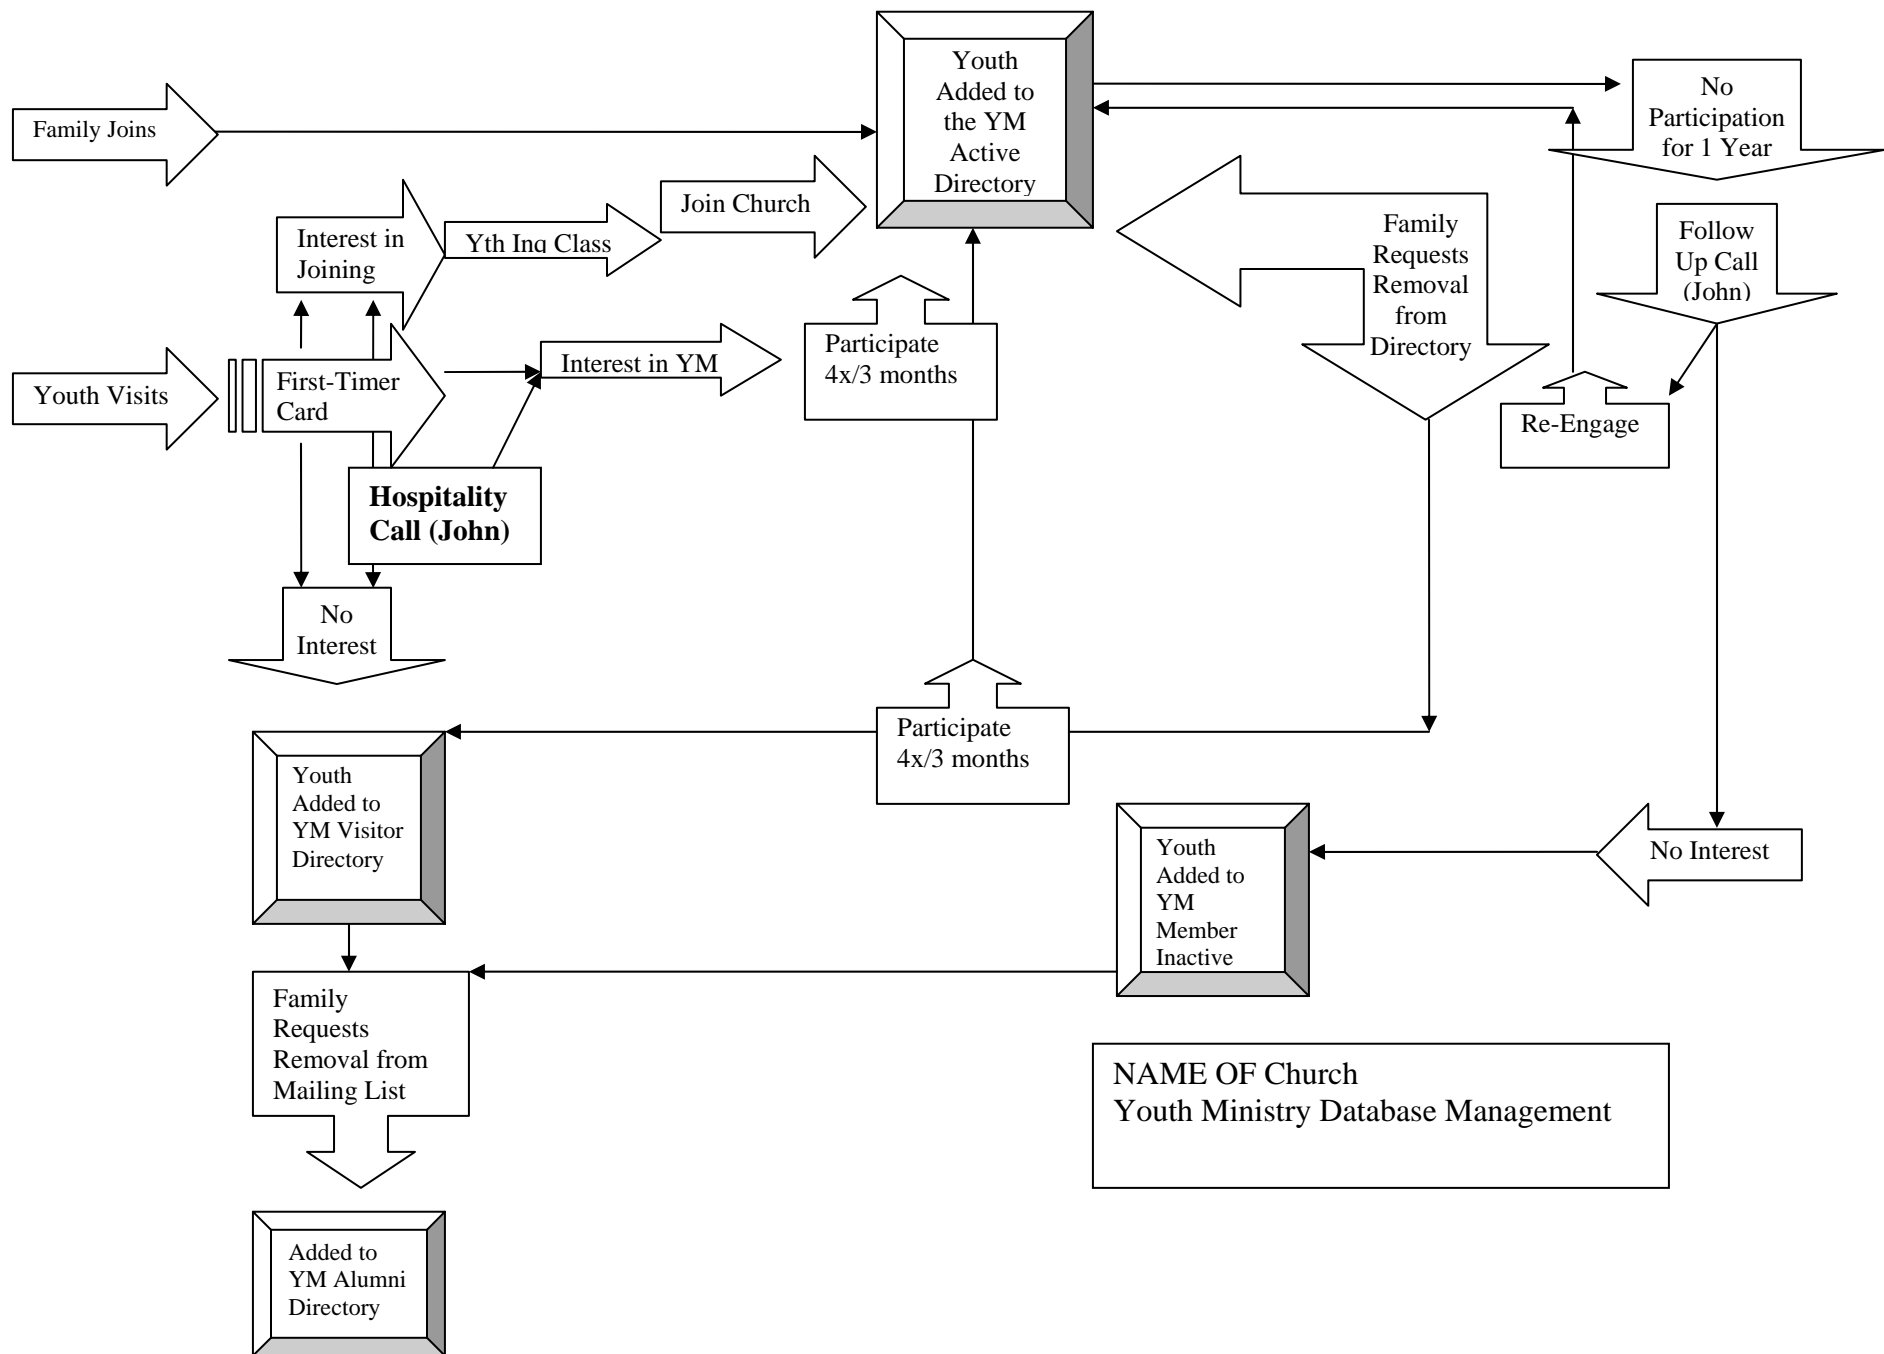 Youth
Added to
the YM
Active
Directory
No
Participation
for 1 Year
Family Joins
Join Church
Interest in
Joining
Yth Inq Class
Family
Requests
Removal
from
Directory
Follow
Up Call
(John)
Youth Visits
First-Timer
Card
Interest in YM
Participate
4x/3 months
Re-Engage
Hospitality
Call (John)
No
Interest
Participate
4x/3 months
Youth
Added to
YM Visitor
Directory
Youth
Added to
YM
Member
Inactive
No Interest
Family
Requests
Removal from
Mailing List
NAME OF Church
Youth Ministry Database Management
Added to
YM Alumni
Directory